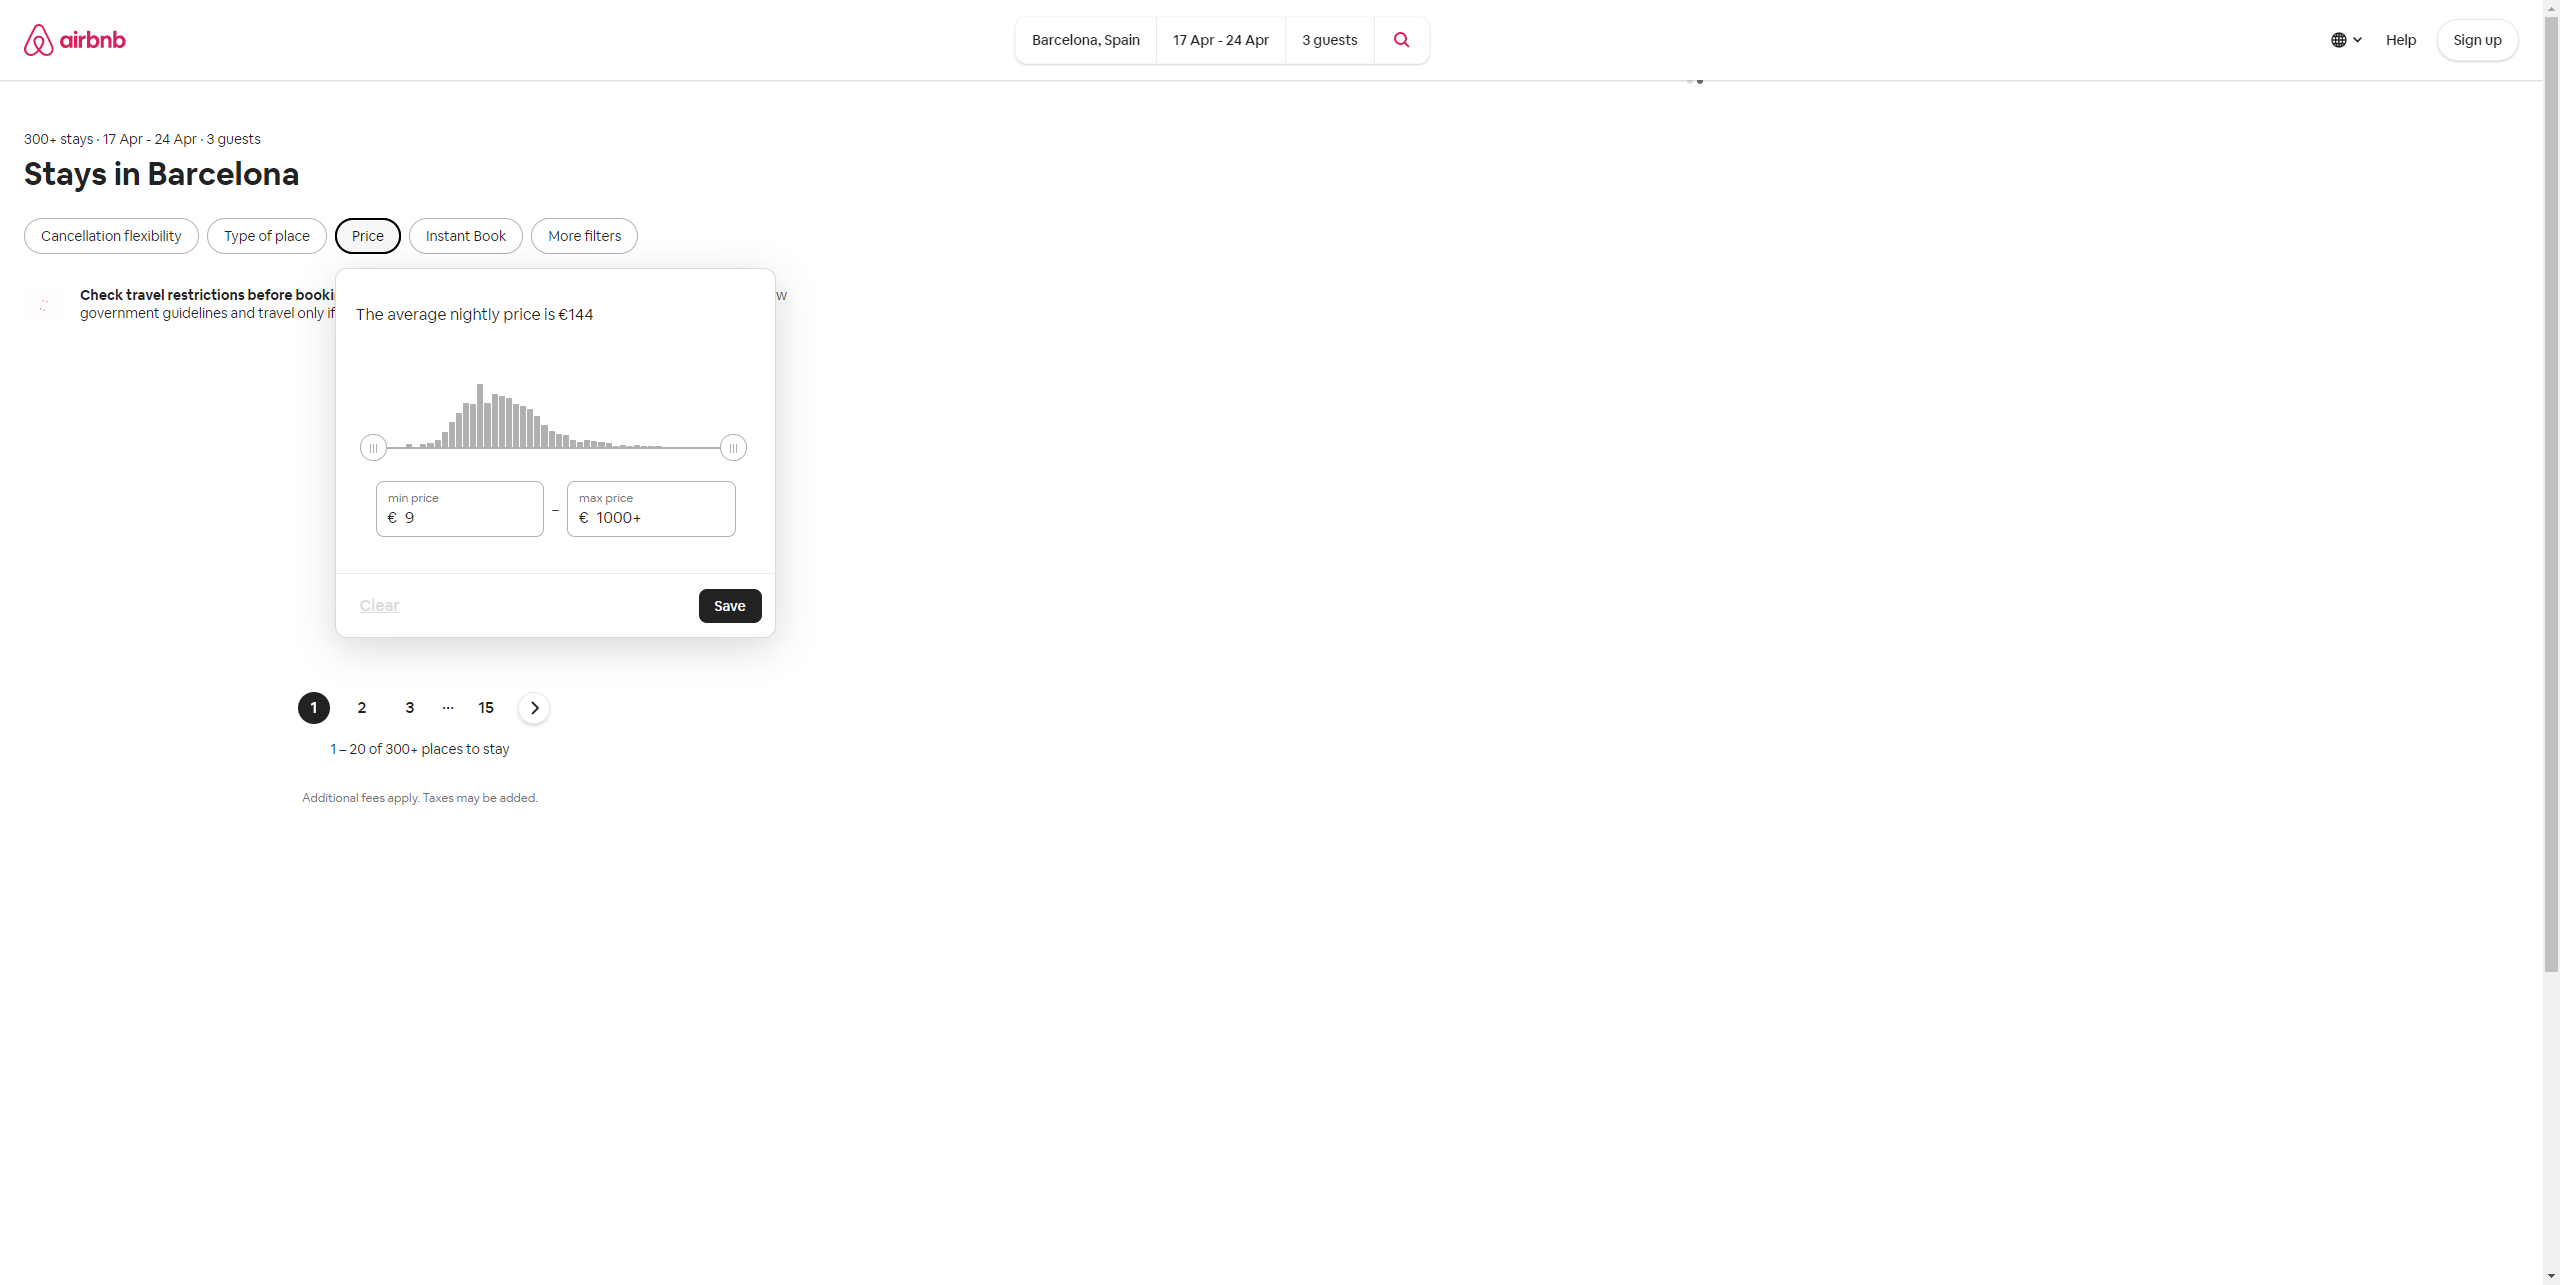 airbnb
Barcelona, Spain
17 Apr - 24 Apr
3 guests
Help
Sign up
300+ stays · 17 Apr - 24 Apr · 3 guests
Stays in Barcelona
Cancellation flexibility
Type of place
Price
Instant Book
More filters
Check travel restrictions before booki
w
government guidelines and travel only if
The average nightly price is €144
min price
€ 9
–
max price
€ 1000+
Clear
Save
1
2
3
...
15
1 – 20 of 300+ places to stay
Additional fees apply. Taxes may be added.